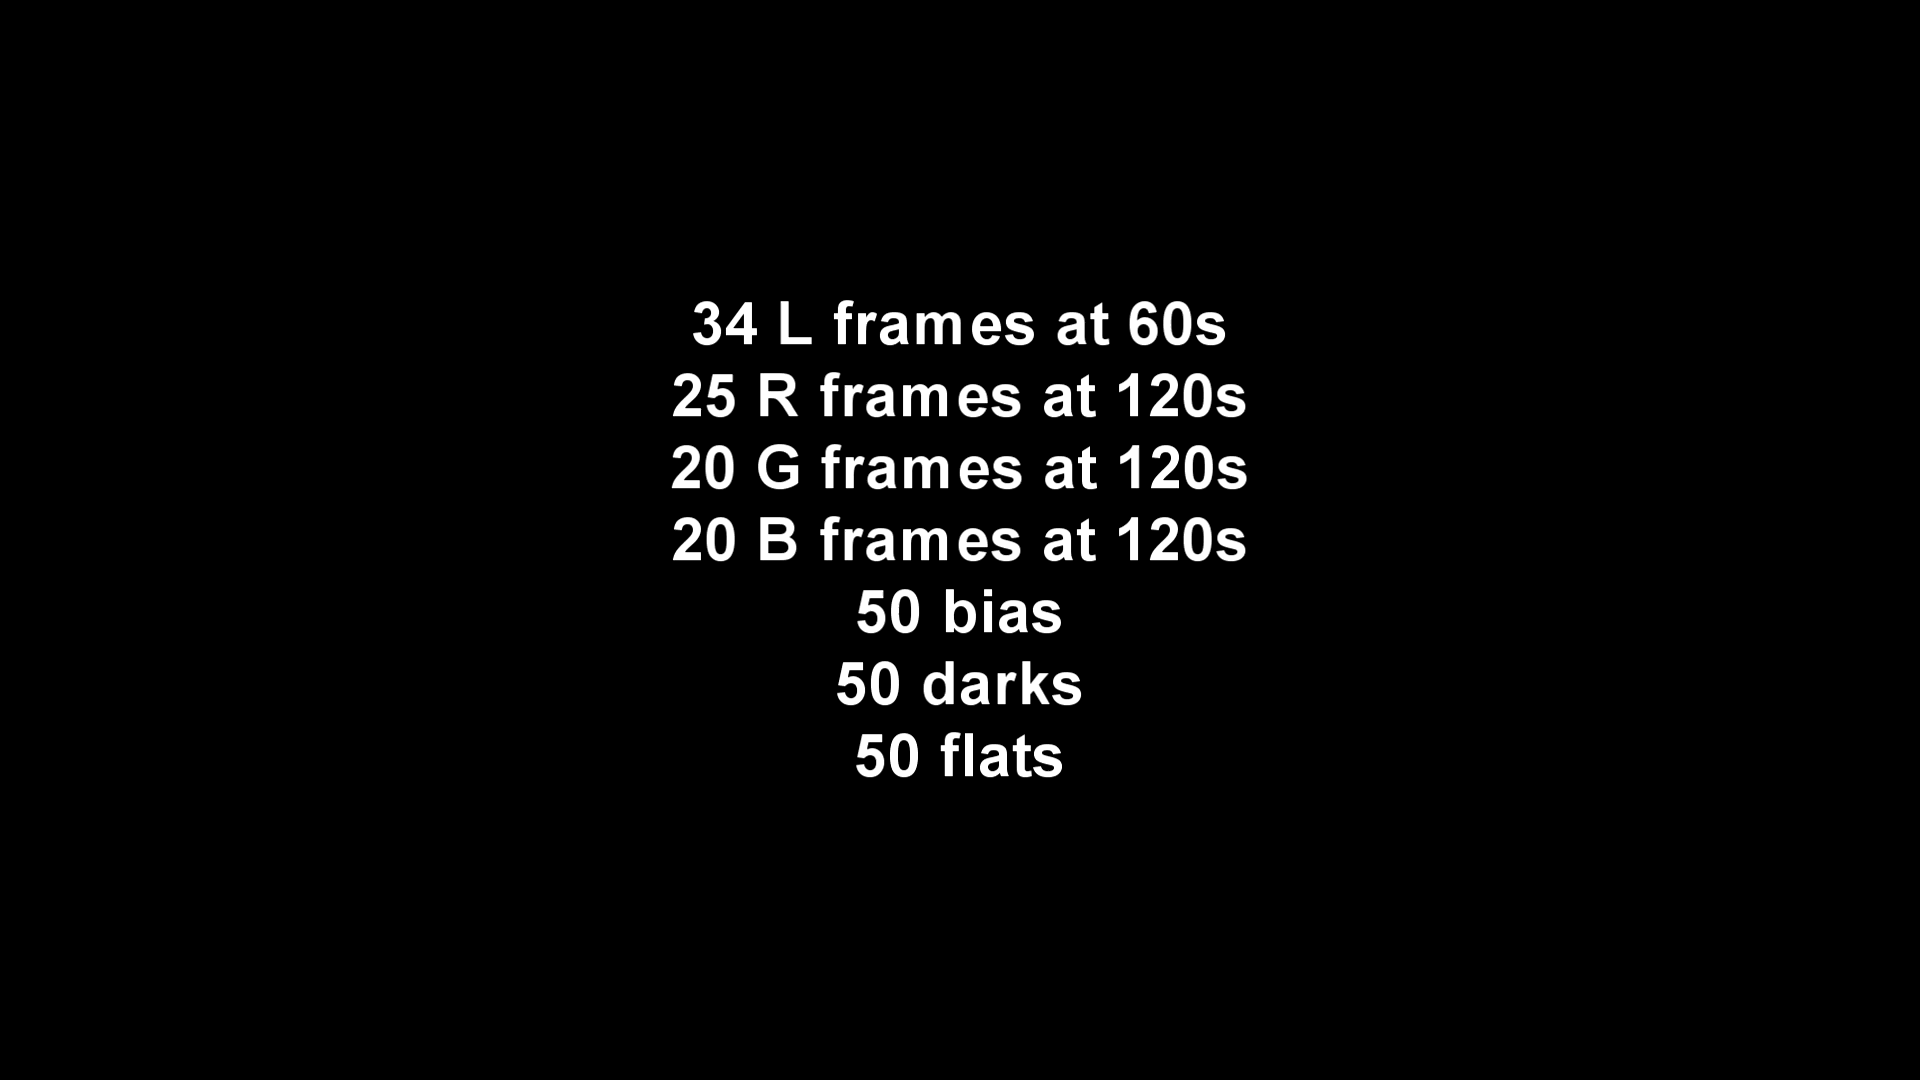 34 L frames at 60s
25 R frames at 120s
20 G frames at 120s
20 B frames at 120s
50 bias
50 darks
50 flats